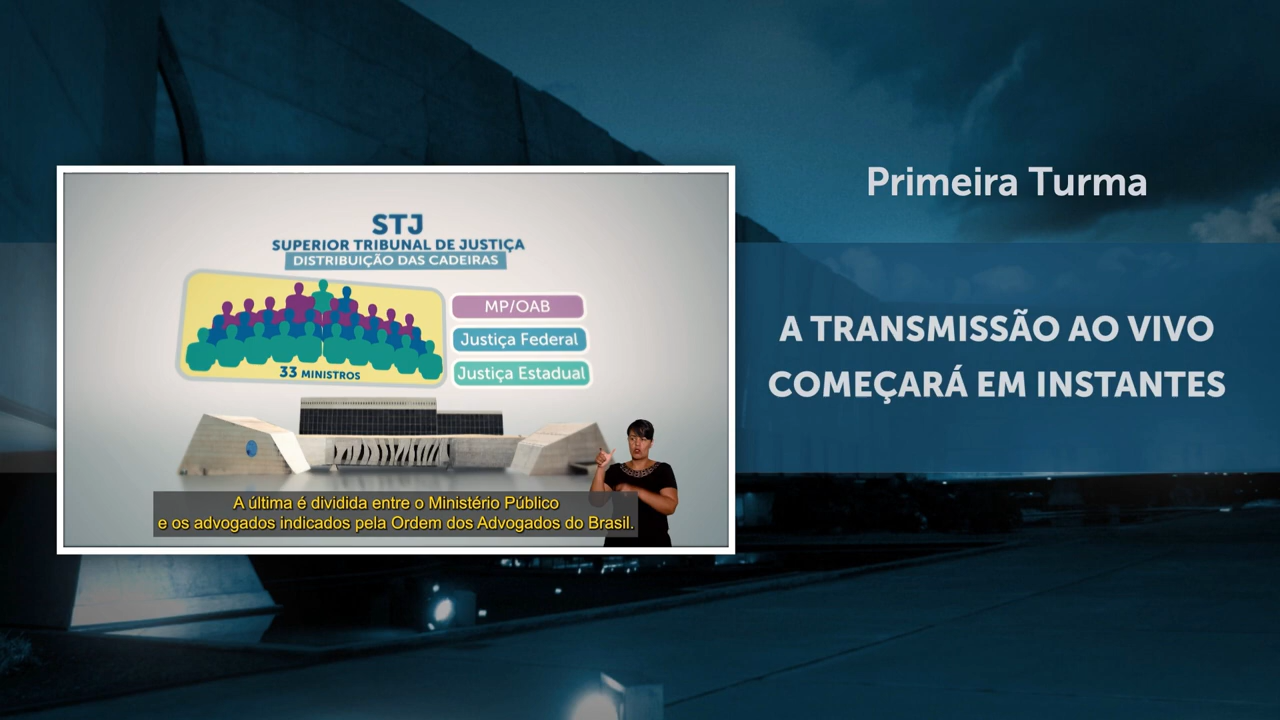 Primeira Turma
A TRANSMISSÃO AO VIVO
COMEÇARÁ EM INSTANTES
STJ
SUPERIOR TRIBUNAL DE JUSTIÇA
DISTRIBUIÇÃO DAS CADEIRAS
33 MINISTROS
MP/OAB
Justiça Federal
Justiça Estadual
A última é dividida entre o Ministério Público
e os advogados indicados pela Ordem dos Advogados do Brasil.